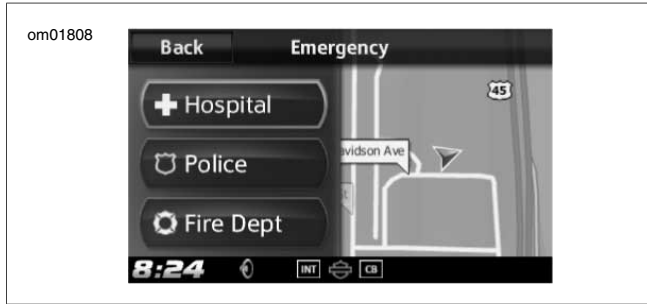 om01808
Back
Emergency
Hospital
45
Police
avidson Ave
Fire Dept
8:24
INT
CB